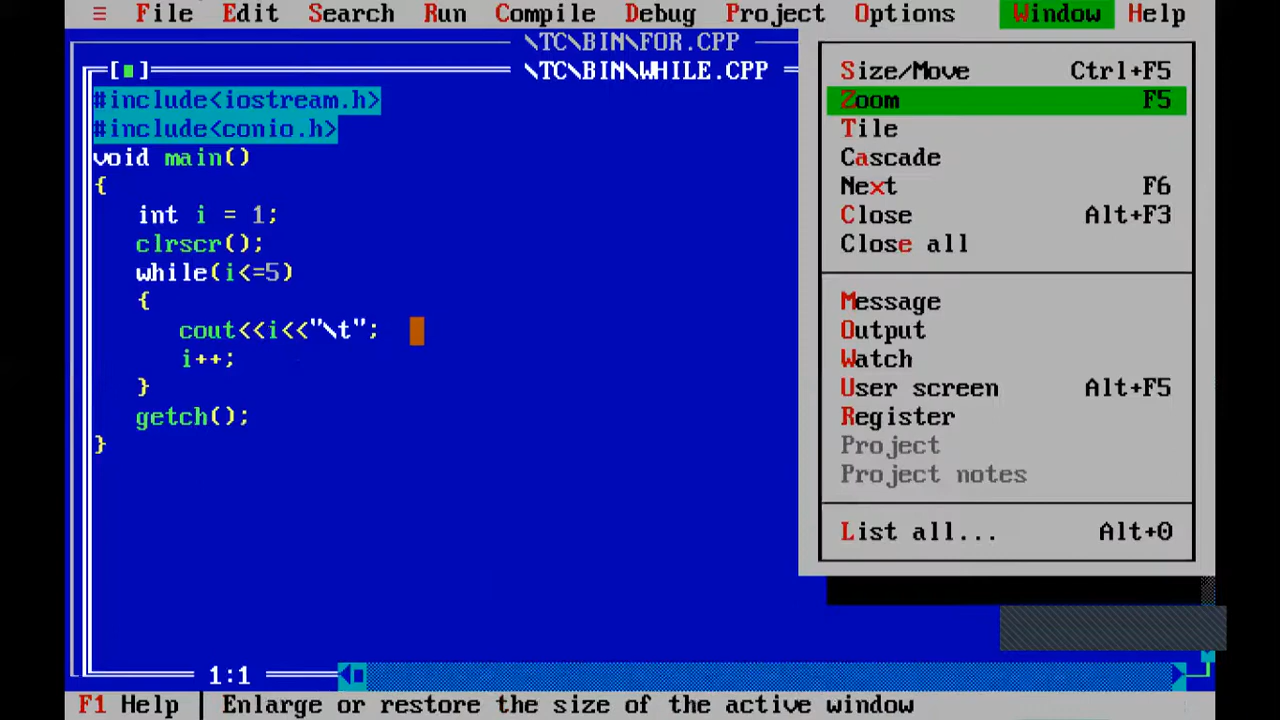 ≡ File Edit Search Run Compile Debug Project Options Window Help
\TC\BIN\FOR.CPP
[■] \TC\BIN\WHILE.CPP
#include<iostream.h>
#include<conio.h>
void main()
{
int i = 1;
clrscr();
while(i<=5)
{
cout<<i<<"\t";
i++;
}
getch();
}
Size/Move Ctrl+F5
Zoom F5
Tile
Cascade
Next F6
Close Alt+F3
Close all
Message
Output
Watch
User screen Alt+F5
Register
Project
Project notes
List all... Alt+0
1:1
F1 Help | Enlarge or restore the size of the active window